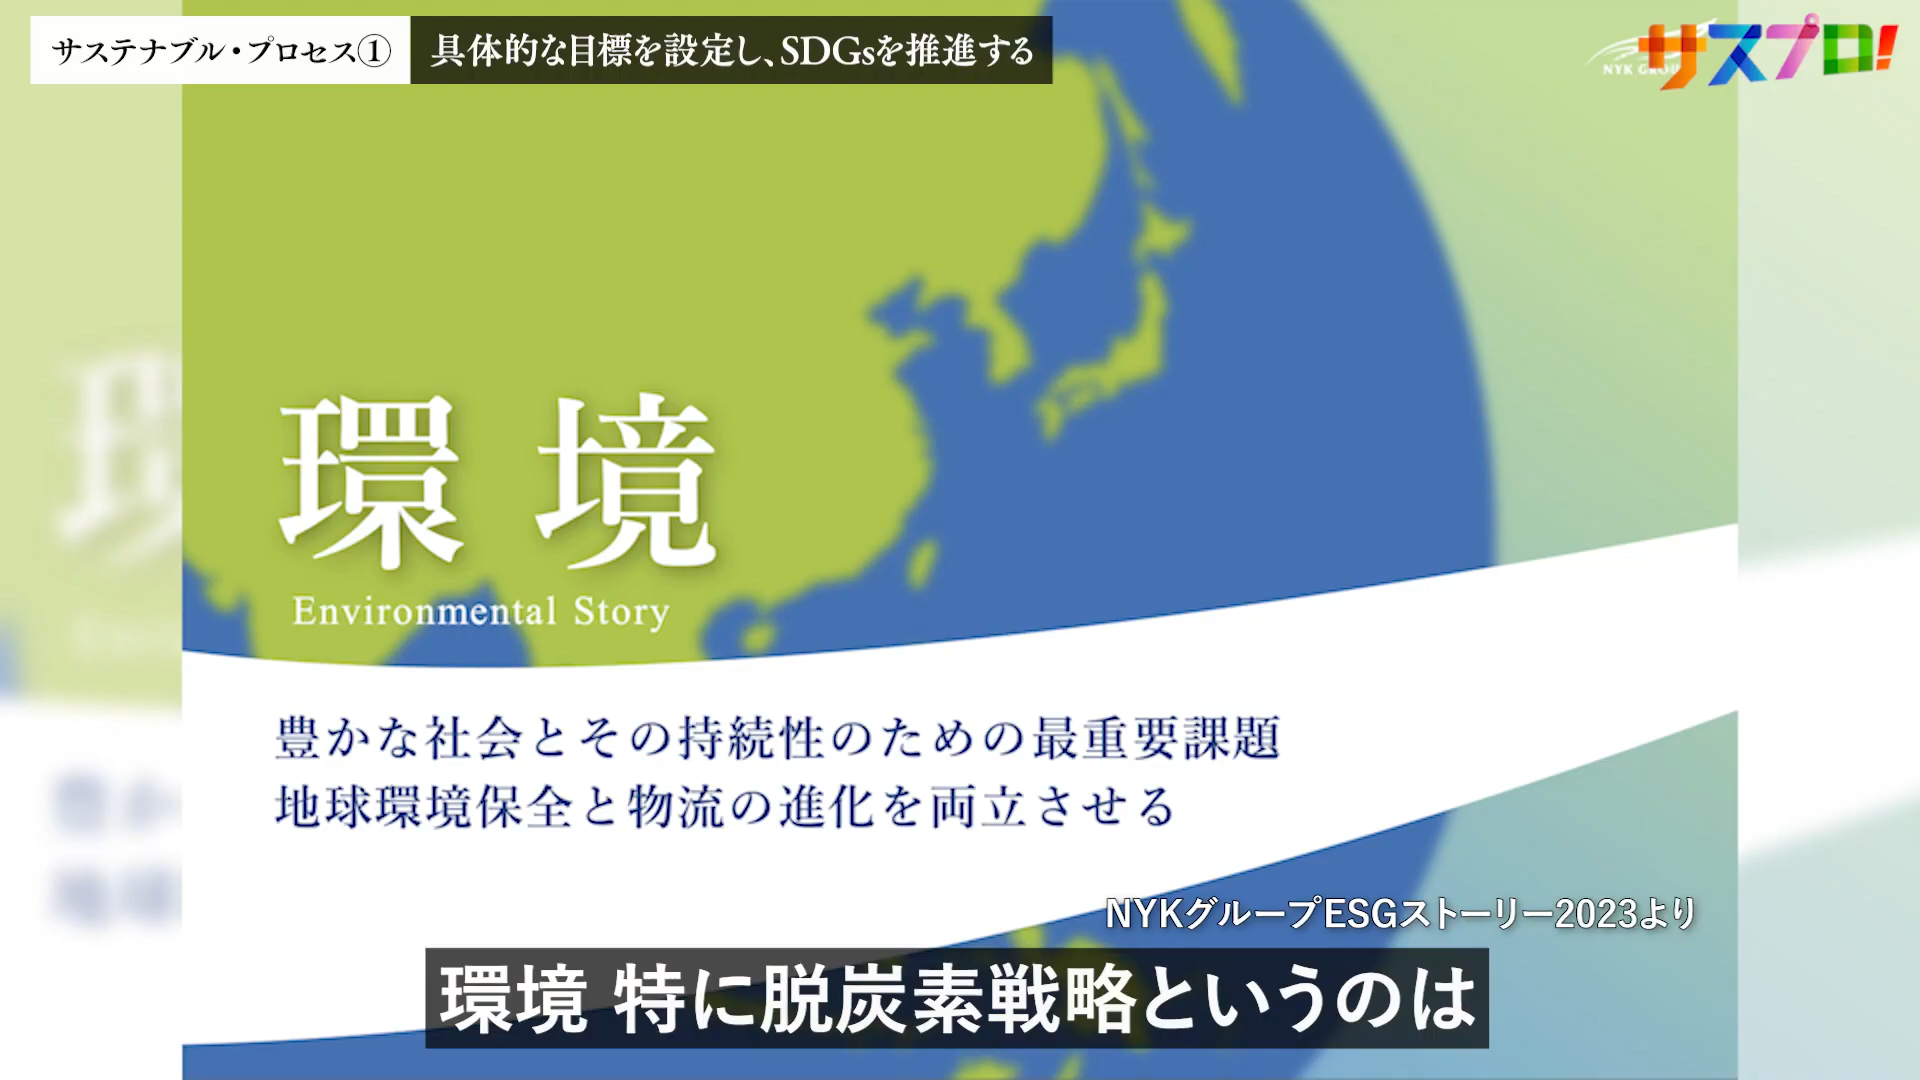 サステナブル・プロセス① 具体的な目標を設定し、SDGsを推進する
NYK GROU
サスプロ!
環境
Environmental Story
豊かな社会とその持続性のための最重要課題
地球環境保全と物流の進化を両立させる
NYKグループESGストーリー2023より
環境 特に脱炭素戦略というのは